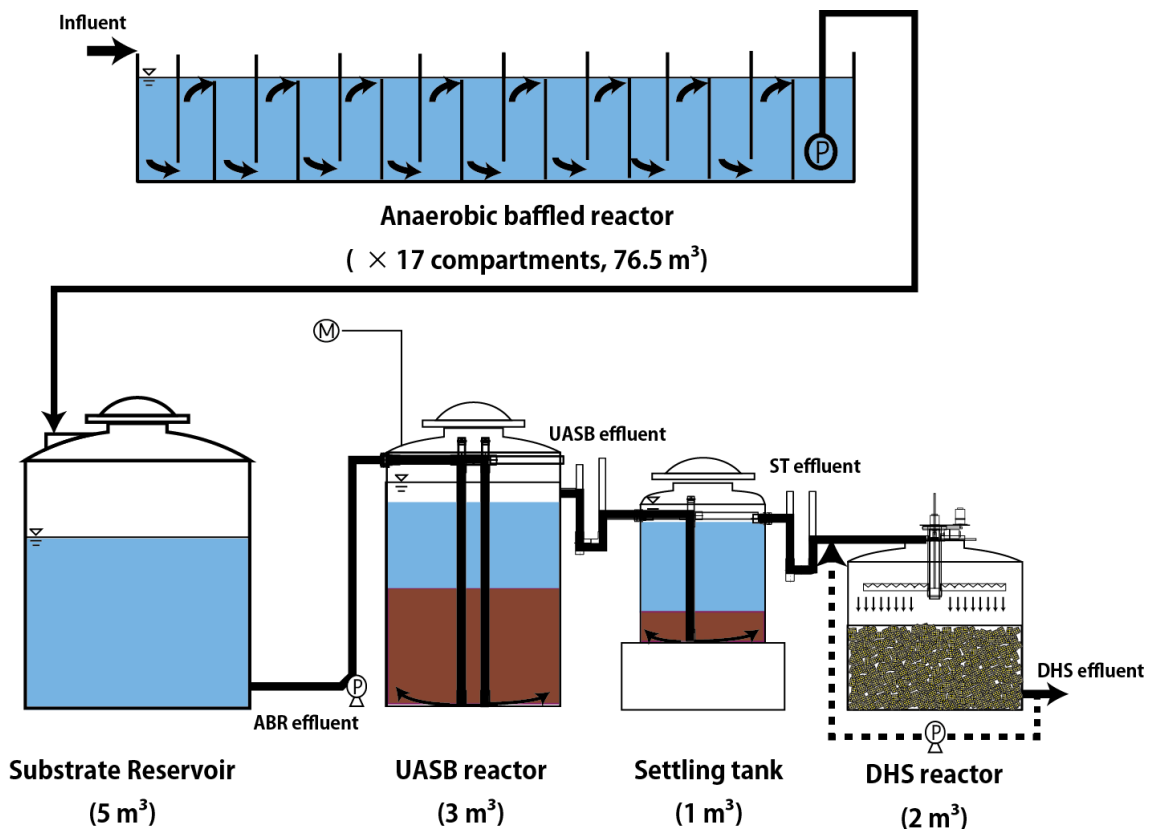 Influent
P
Anaerobic baffled reactor
( × 17 compartments, 76.5 m³)
M
UASB effluent
ST effluent
DHS effluent
P
ABR effluent
P
Substrate Reservoir
(5 m³)
UASB reactor
(3 m³)
Settling tank
(1 m³)
DHS reactor
(2 m³)